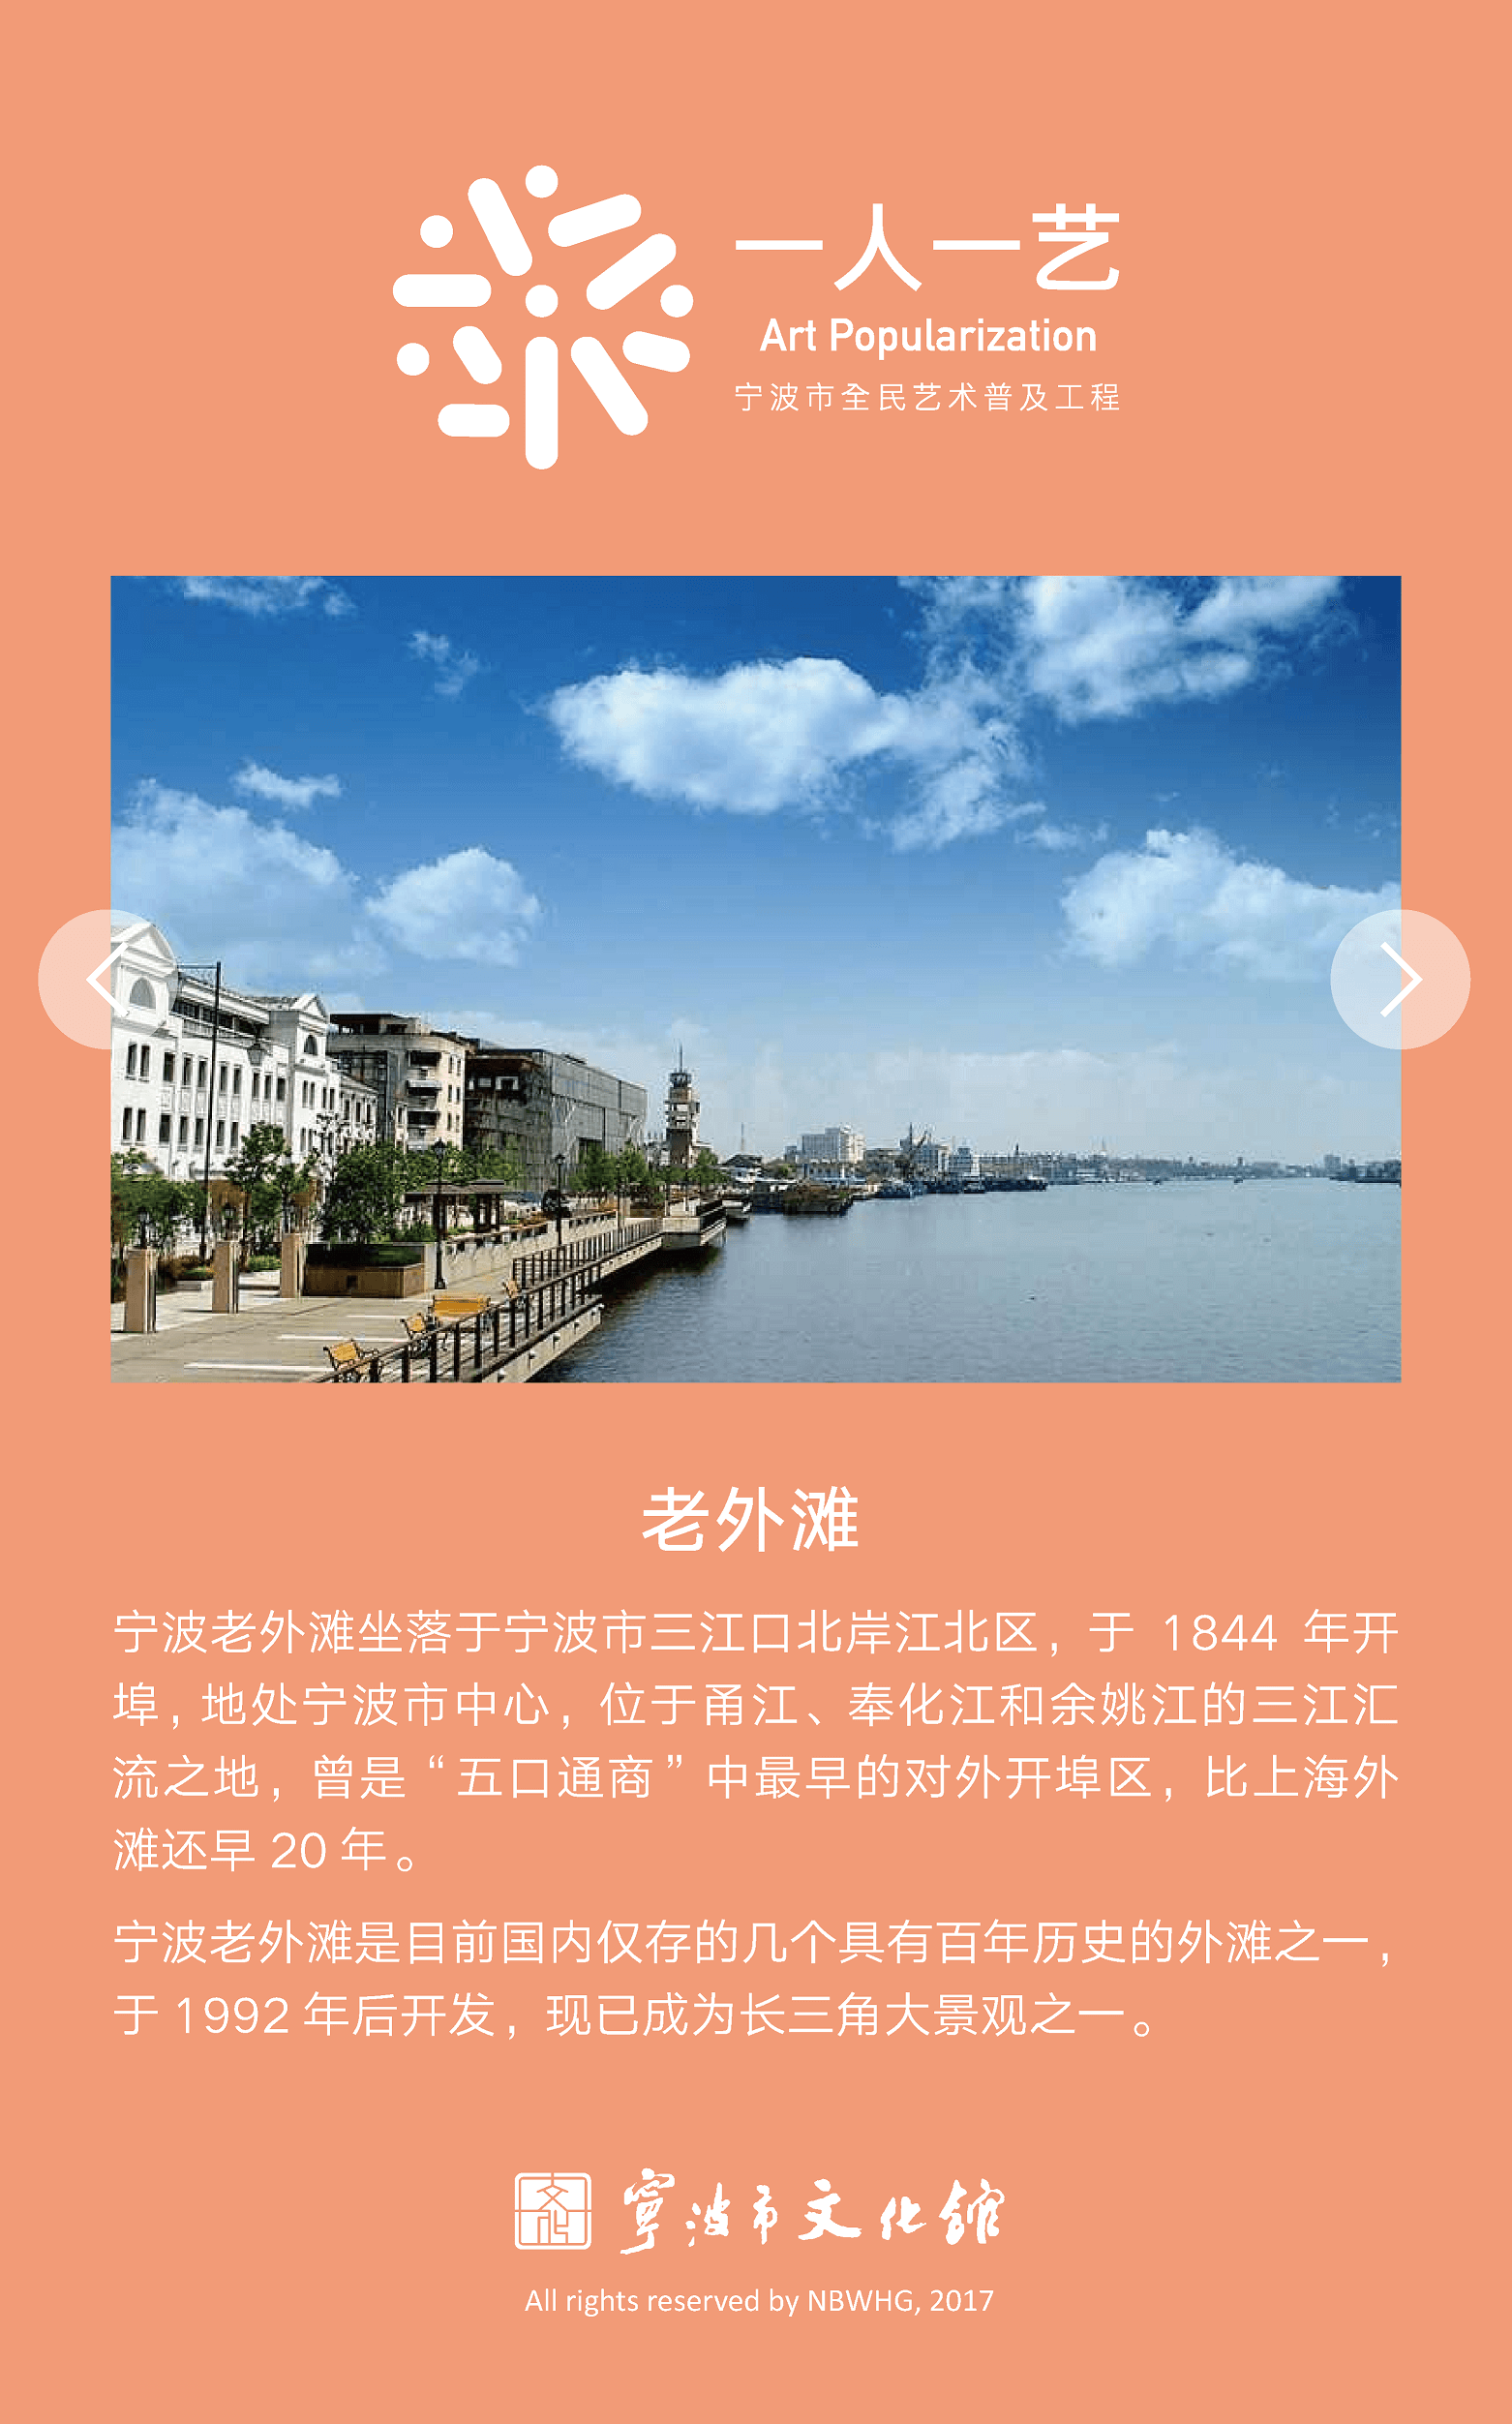 一人一艺
Art Popularization
宁波市全民艺术普及工程
老外滩
宁波老外滩坐落于宁波市三江口北岸江北区，于 1844 年开
埠，地处宁波市中心，位于甬江、奉化江和余姚江的三江汇
流之地，曾是“五口通商”中最早的对外开埠区，比上海外
滩还早 20 年。
宁波老外滩是目前国内仅存的几个具有百年历史的外滩之一，
于 1992 年后开发，现已成为长三角大景观之一。
文化
寧波市文化館
All rights reserved by NBWHG, 2017